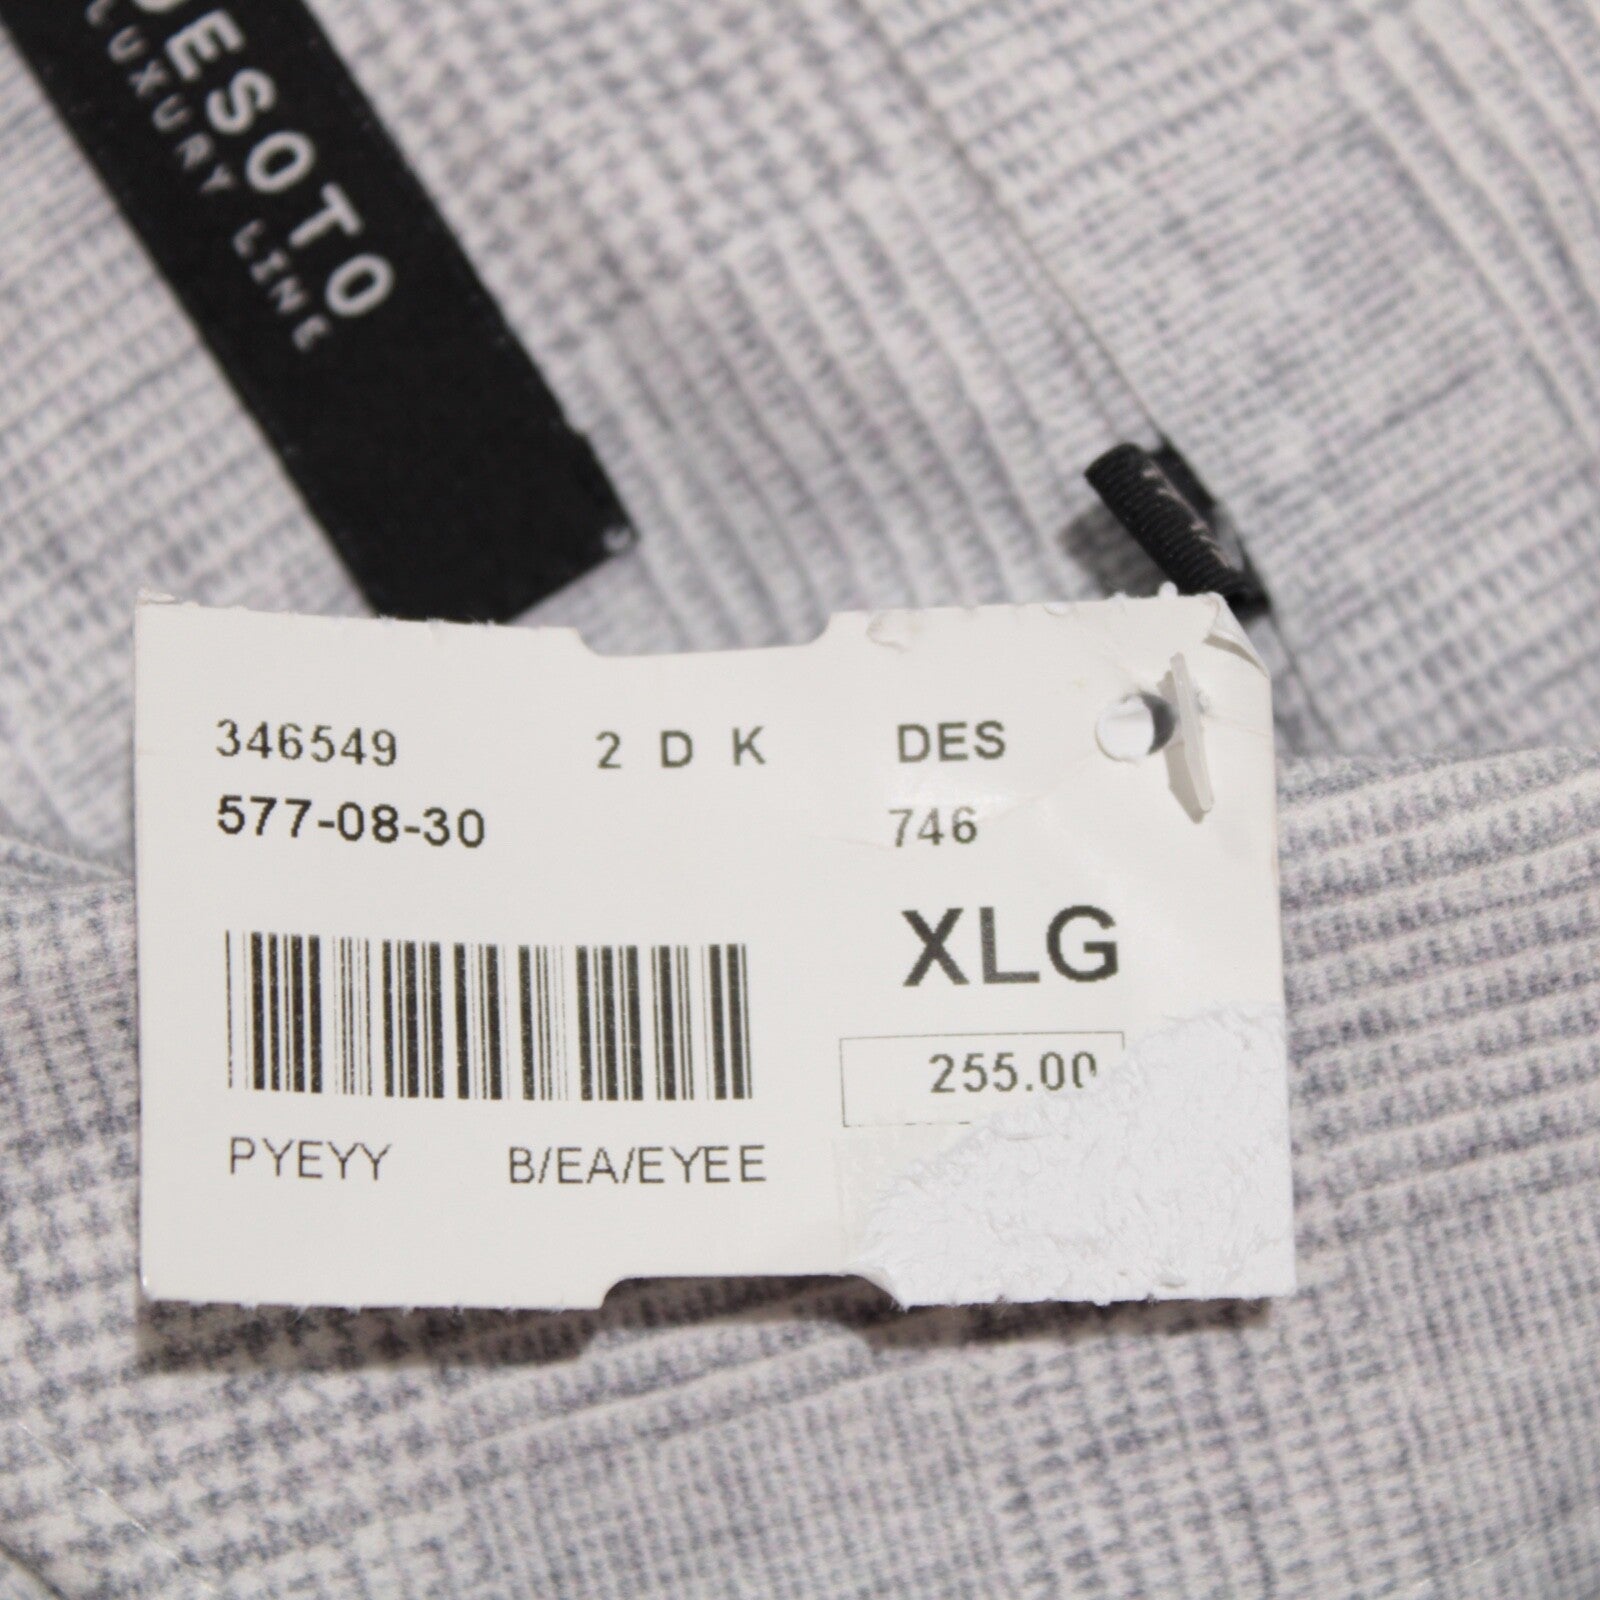 DESOTO
LUXURY LINE
346549 2 D K DES
577-08-30 746
XLG
255.00
PYEYY B/EA/EYEE